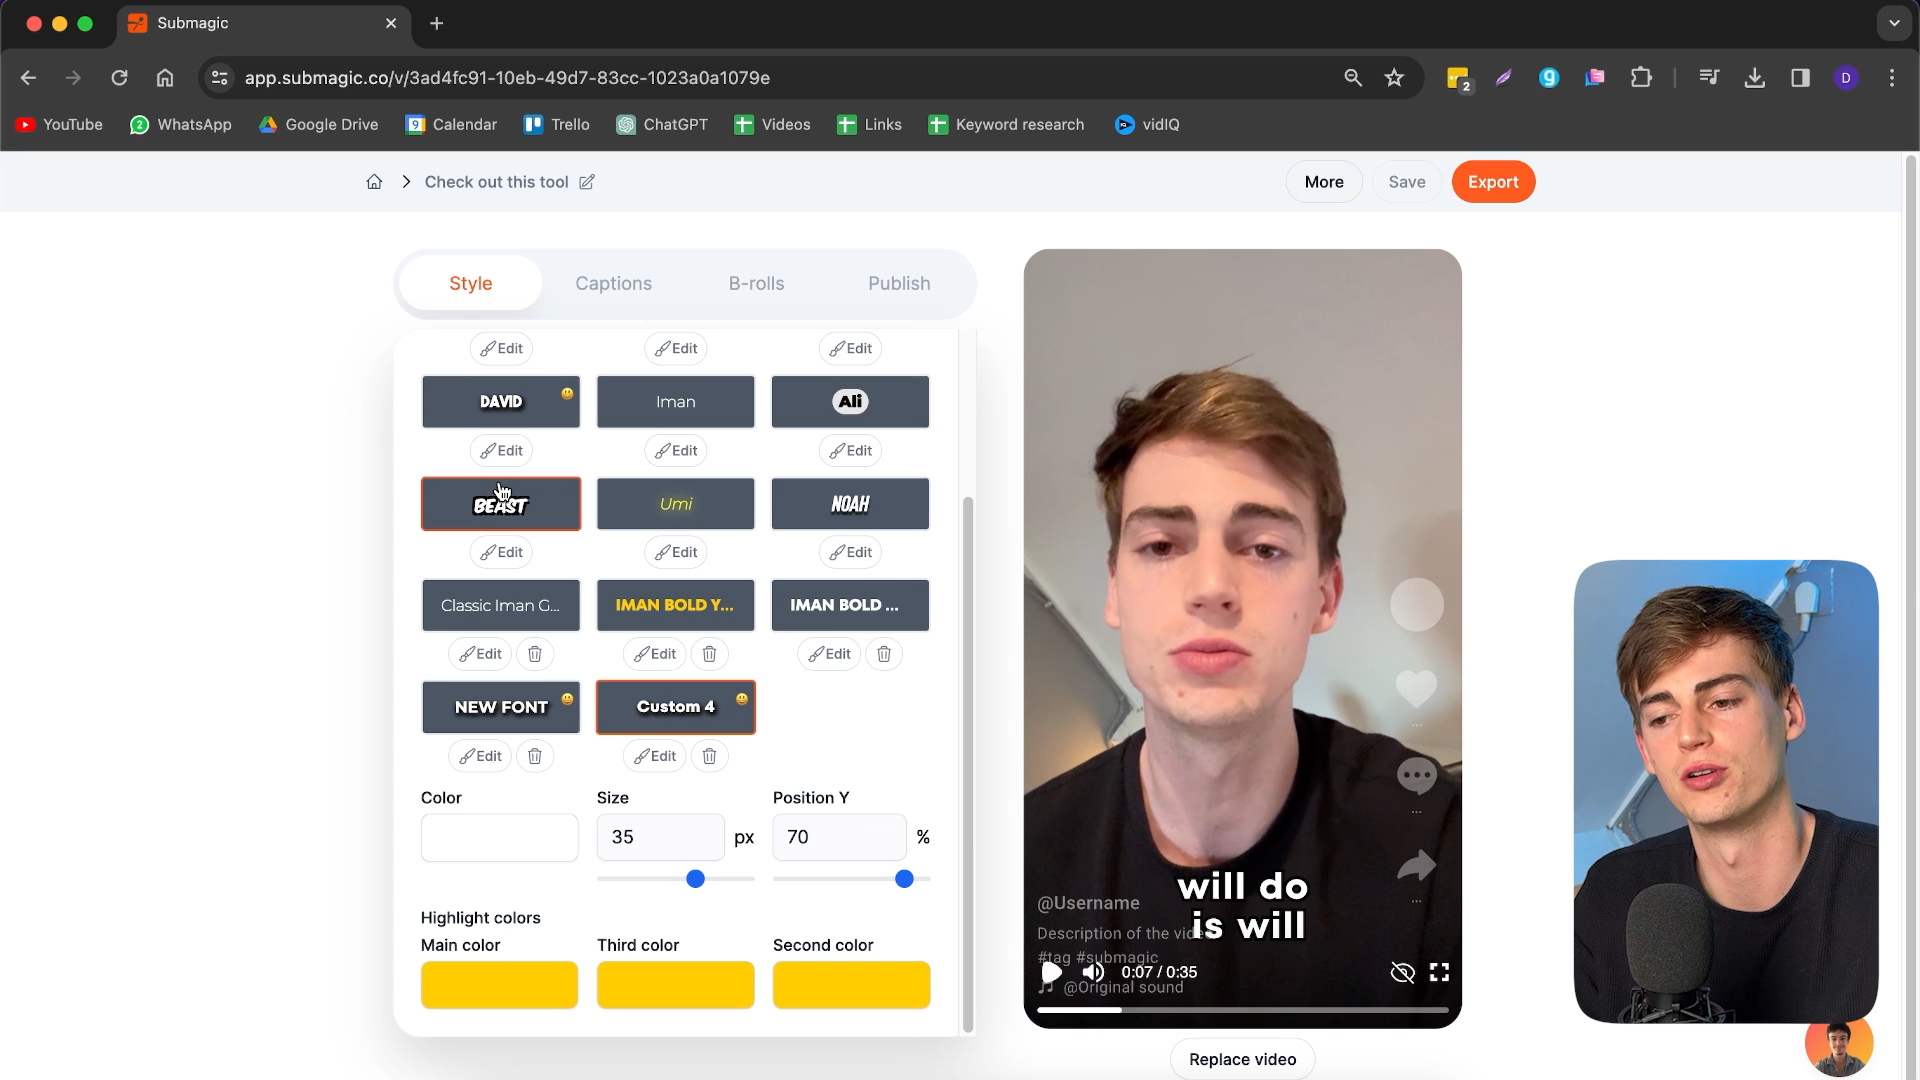 Submagic
app.submagic.co/v/3ad4fc91-10eb-49d7-83cc-1023a0a1079e
2
D
YouTube
2 WhatsApp
Google Drive
9 Calendar
Trello
ChatGPT
Videos
Links
Keyword research
vidIQ
Check out this tool
More
Save
Export
Style
Captions
B-rolls
Publish
Edit
Edit
Edit
DAVID
Iman
Ali
Edit
Edit
Edit
BEAST
Umi
NOAH
Edit
Edit
Edit
Classic Iman G...
IMAN BOLD Y...
IMAN BOLD ...
Edit
Edit
Edit
NEW FONT
Custom 4
Edit
Edit
Color
Size
Position Y
35
px
70
%
Highlight colors
Main color
Third color
Second color
will do
is will
@Username
Description of the vide
#tag #submagic
0:07 / 0:35
@Original sound
...
...
...
Replace video